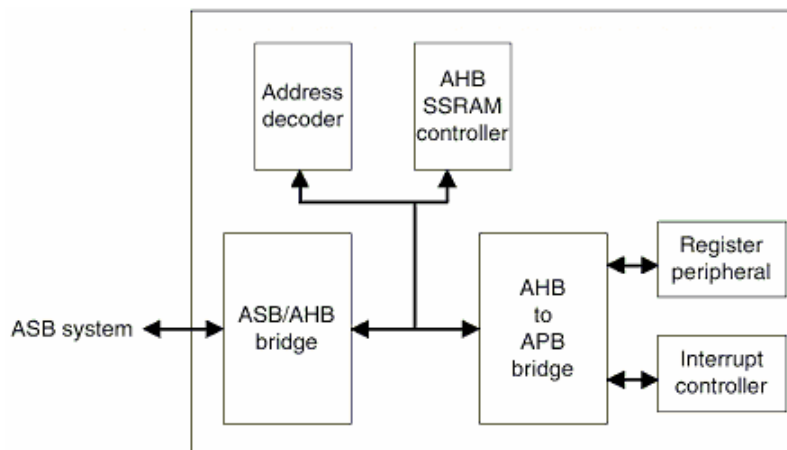 Address
decoder
AHB
SSRAM
controller
ASB system
ASB/AHB
bridge
AHB
to
APB
bridge
Register
peripheral
Interrupt
controller